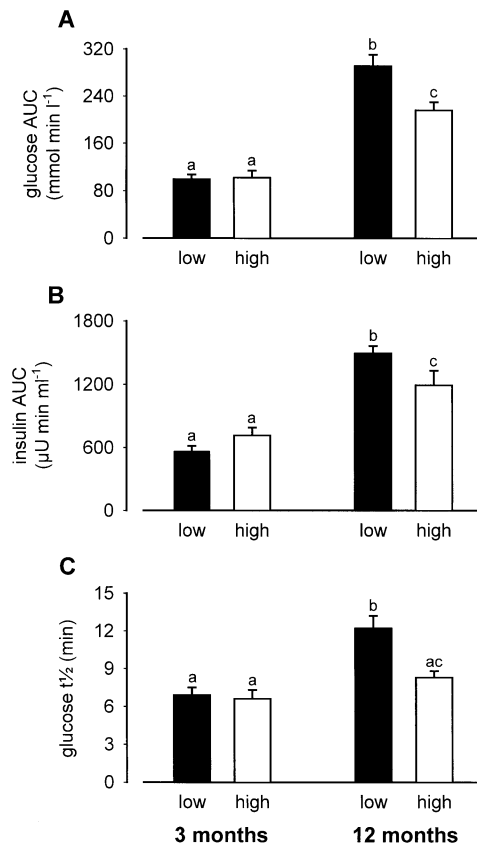 A
glucose AUC
(mmol min l⁻¹)
320
240
160
80
0
a
a
b
c
low
high
low
high
B
insulin AUC
(µU min ml⁻¹)
1800
1200
600
0
a
a
b
c
low
high
low
high
C
glucose t½ (min)
15
12
9
6
3
0
a
a
b
ac
low
high
low
high
3 months
12 months